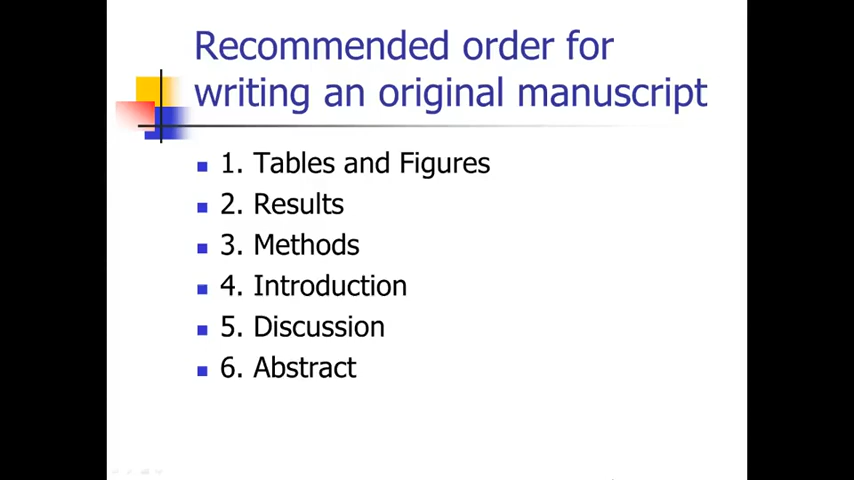 Recommended order for
writing an original manuscript
1. Tables and Figures
2. Results
3. Methods
4. Introduction
5. Discussion
6. Abstract